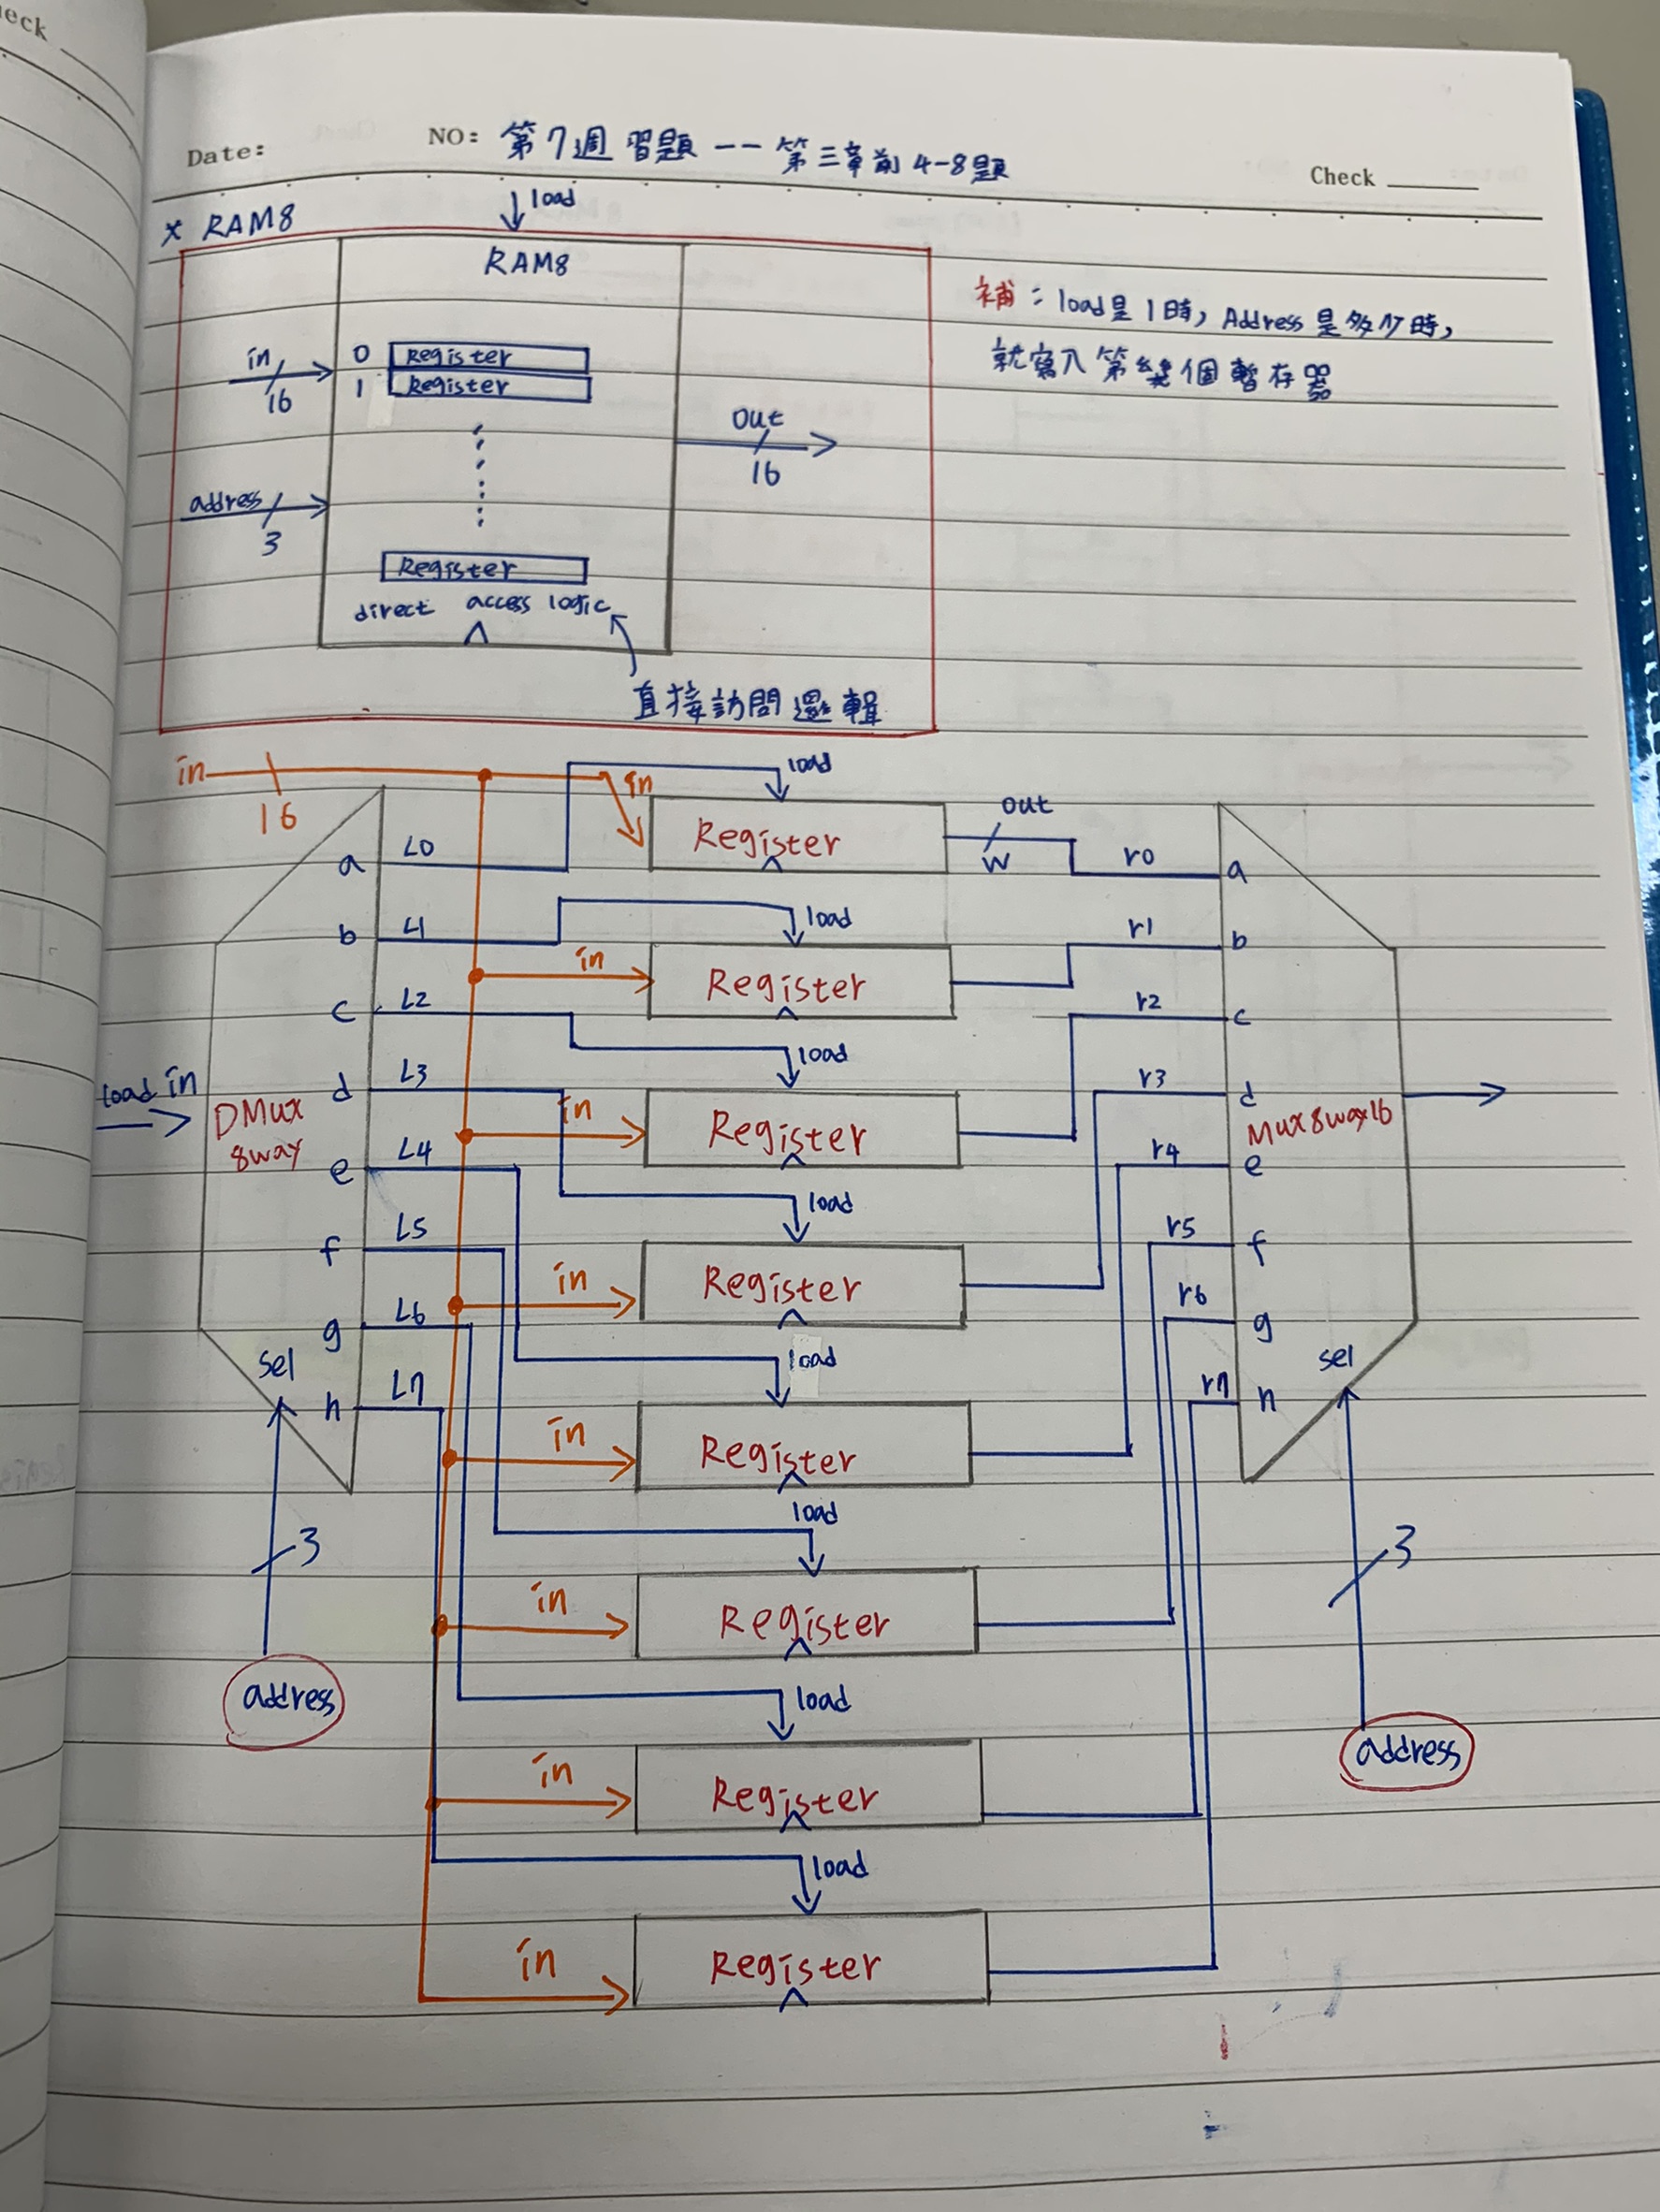 eck
Date:
NO: 第7週 習題 -- 第三章前 4-8題
Check
× RAM8
load
RAM8
in
16
0 Register
1 Register
out
16
address
3
Register
direct access logic
直接訪問邏輯
補: load是1時, Address是多少時,
就寫入第幾個暫存器
in
16
in
load
Register
out
W
a L0
r0 a
load
b L1
r1 b
in
Register
c L2
r2 c
load
d L3
r3 d
load in
DMux
8way
in
Register
Mux8way16
e L4
r4 e
load
f L5
r5 f
in
Register
g L6
r6 g
sel
load
sel
h L7
r7 h
in
Register
load
3
3
in
Register
address
load
address
in
Register
load
in
Register